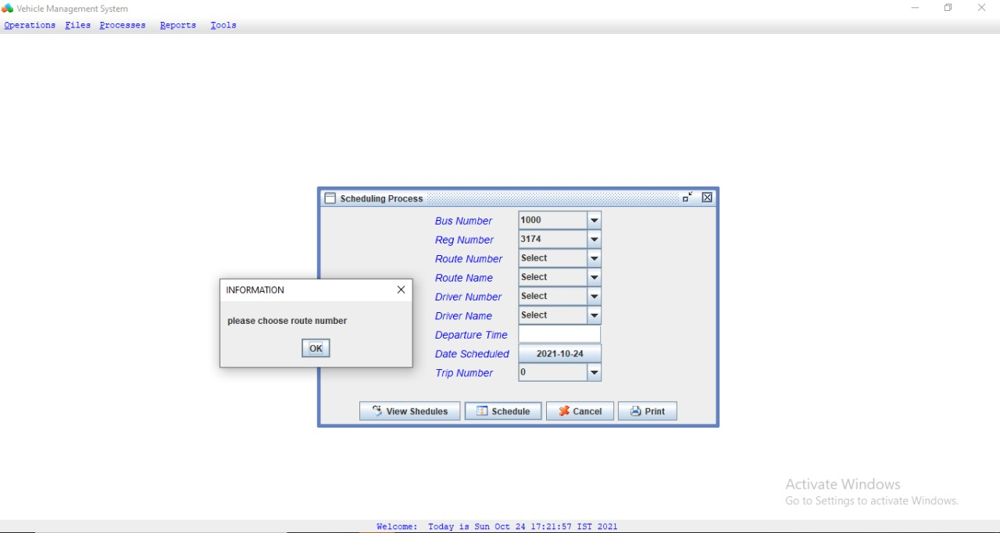 Vehicle Management System
Operations Files Processes Reports Tools
Scheduling Process
Bus Number 1000
Reg Number 3174
Route Number Select
Route Name Select
Driver Number Select
Driver Name Select
Departure Time
Date Scheduled 2021-10-24
Trip Number 0
View Shedules Schedule Cancel Print
INFORMATION
please choose route number
OK
Activate Windows
Go to Settings to activate Windows.
Welcome: Today is Sun Oct 24 17:21:57 IST 2021